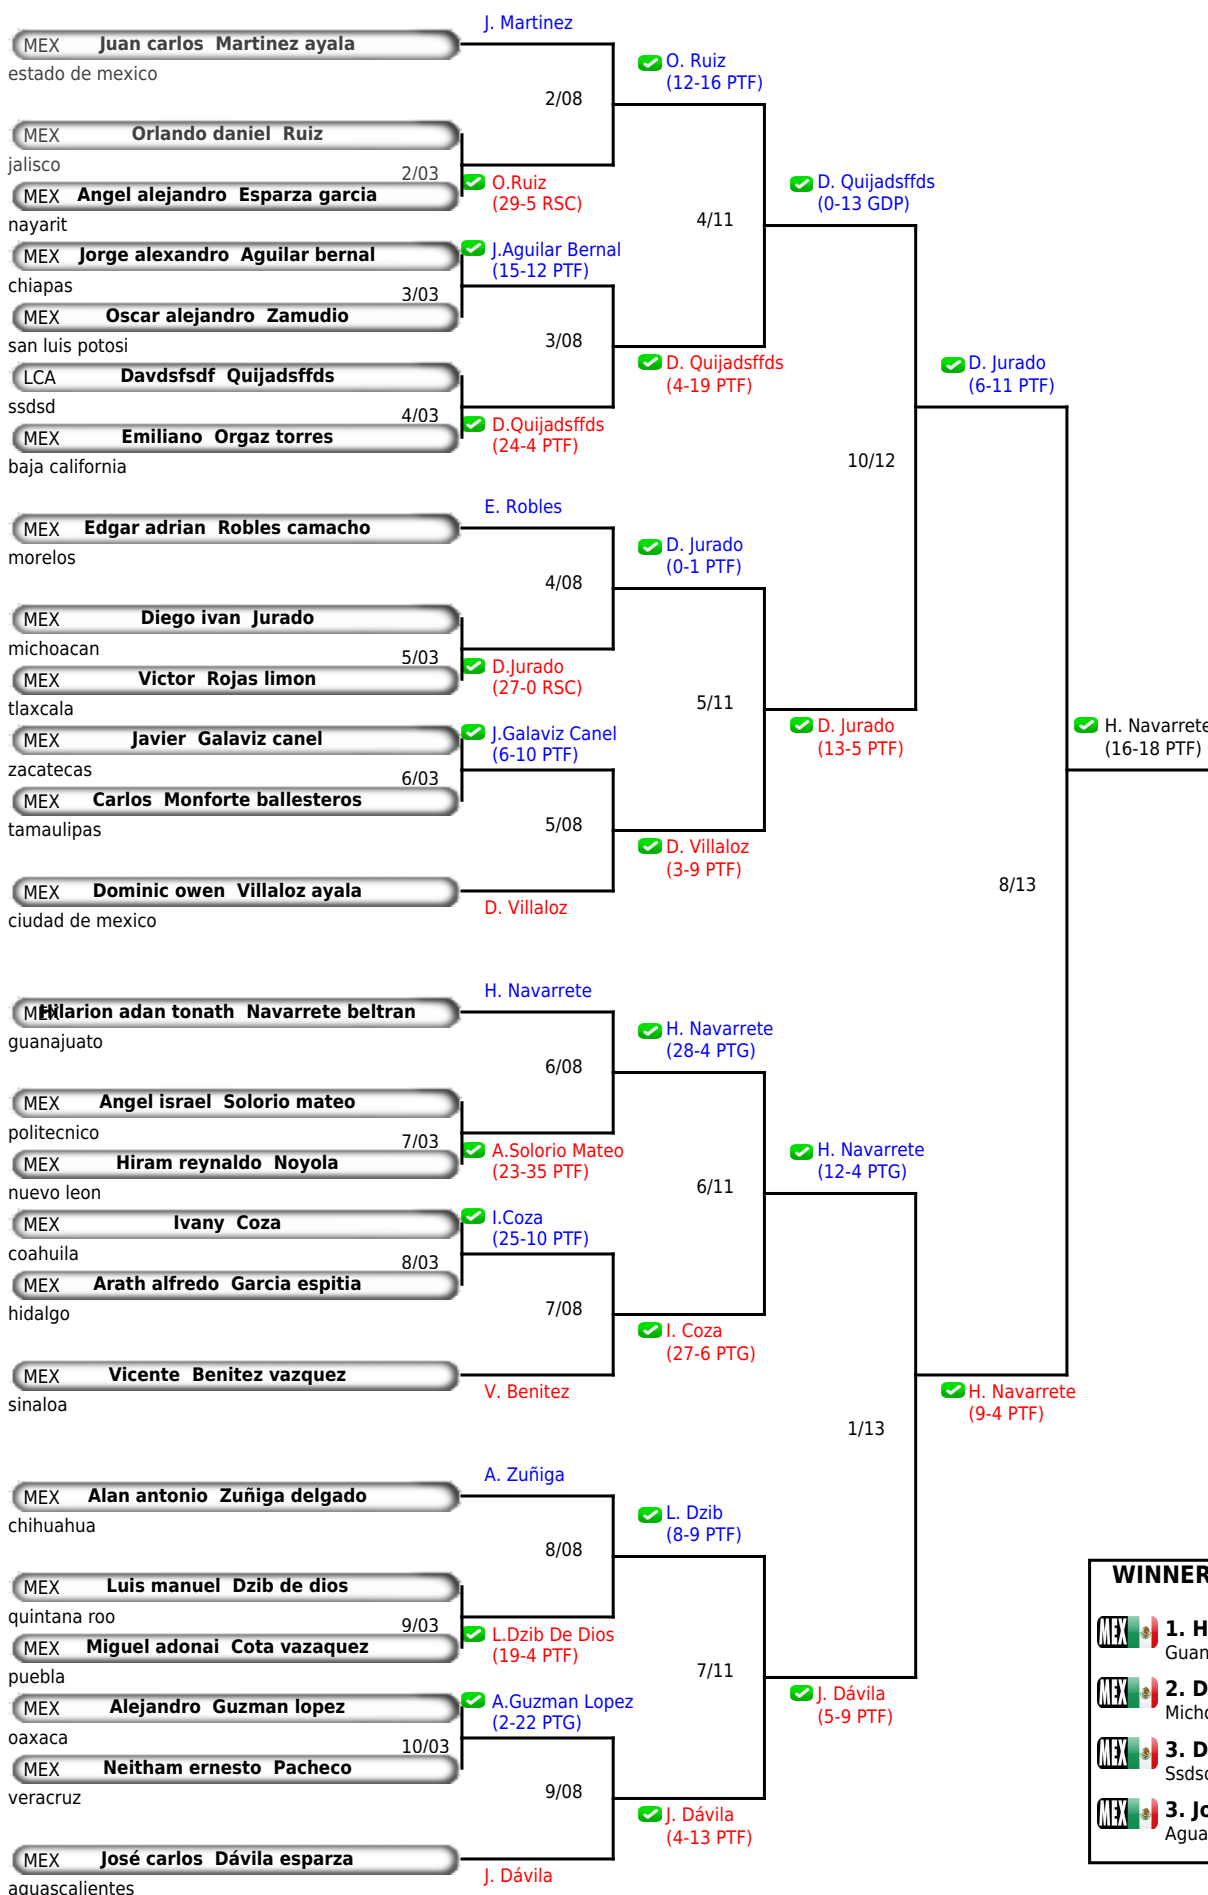 J. Martinez
MEX Juan carlos Martinez ayala
estado de mexico
O. Ruiz
(12-16 PTF)
2/08
MEX Orlando daniel Ruiz
jalisco
2/03
O.Ruiz
(29-5 RSC)
MEX Angel alejandro Esparza garcia
nayarit
D. Quijadsffds
(0-13 GDP)
4/11
MEX Jorge alexandro Aguilar bernal
chiapas
J.Aguilar Bernal
(15-12 PTF)
3/03
MEX Oscar alejandro Zamudio
san luis potosi
3/08
D. Quijadsffds
(4-19 PTF)
D. Jurado
(6-11 PTF)
LCA Davdsfsdf Quijadsffds
ssdsd
4/03
D.Quijadsffds
(24-4 PTF)
MEX Emiliano Orgaz torres
baja california
10/12
E. Robles
MEX Edgar adrian Robles camacho
morelos
D. Jurado
(0-1 PTF)
4/08
MEX Diego ivan Jurado
michoacan
5/03
D.Jurado
(27-0 RSC)
MEX Victor Rojas limon
tlaxcala
5/11
D. Jurado
(13-5 PTF)
H. Navarrete
(16-18 PTF)
MEX Javier Galaviz canel
zacatecas
J.Galaviz Canel
(6-10 PTF)
6/03
MEX Carlos Monforte ballesteros
tamaulipas
5/08
D. Villaloz
(3-9 PTF)
MEX Dominic owen Villaloz ayala
ciudad de mexico
D. Villaloz
8/13
H. Navarrete
MEX Hilarion adan tonath Navarrete beltran
guanajuato
H. Navarrete
(28-4 PTG)
6/08
MEX Angel israel Solorio mateo
politecnico
7/03
A.Solorio Mateo
(23-35 PTF)
MEX Hiram reynaldo Noyola
nuevo leon
H. Navarrete
(12-4 PTG)
6/11
MEX Ivany Coza
coahuila
I.Coza
(25-10 PTF)
8/03
MEX Arath alfredo Garcia espitia
hidalgo
7/08
I. Coza
(27-6 PTG)
MEX Vicente Benitez vazquez
sinaloa
V. Benitez
H. Navarrete
(9-4 PTF)
1/13
A. Zuñiga
MEX Alan antonio Zuñiga delgado
chihuahua
L. Dzib
(8-9 PTF)
8/08
MEX Luis manuel Dzib de dios
quintana roo
9/03
L.Dzib De Dios
(19-4 PTF)
MEX Miguel adonai Cota vazaquez
puebla
7/11
J. Dávila
(5-9 PTF)
MEX Alejandro Guzman lopez
oaxaca
A.Guzman Lopez
(2-22 PTG)
10/03
MEX Neitham ernesto Pacheco
veracruz
9/08
J. Dávila
(4-13 PTF)
MEX José carlos Dávila esparza
aguascalientes
J. Dávila
WINNER
MEX 1. H
Guan
MEX 2. D
Micho
MEX 3. D
Ssdsd
MEX 3. Jo
Agua